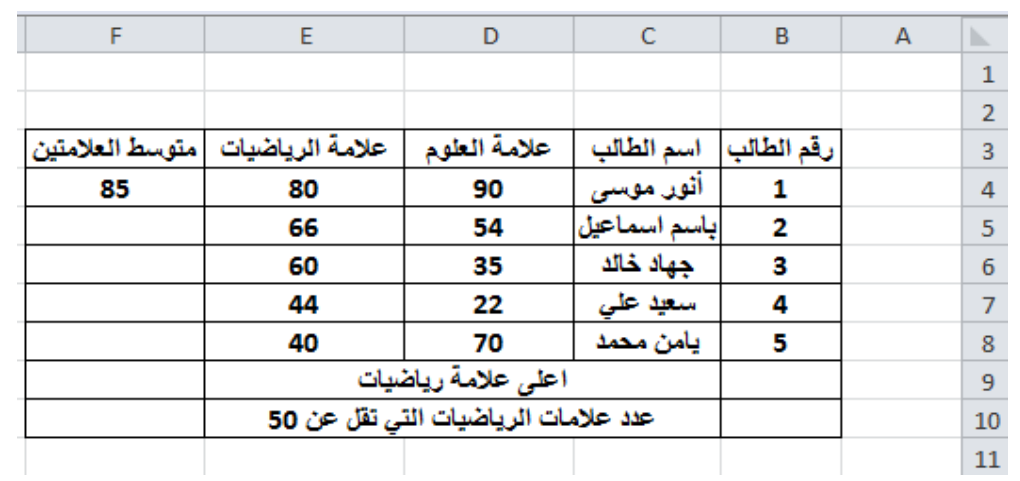 A B C D E F
1
2
3 رقم الطالب اسم الطالب علامة العلوم علامة الرياضيات متوسط العلامتين
4 1 أنور موسى 90 80 85
5 2 باسم اسماعيل 54 66
6 3 جهاد خالد 35 60
7 4 سعيد علي 22 44
8 5 يامن محمد 70 40
9 اعلى علامة رياضيات
10 عدد علامات الرياضيات التي تقل عن 50
11